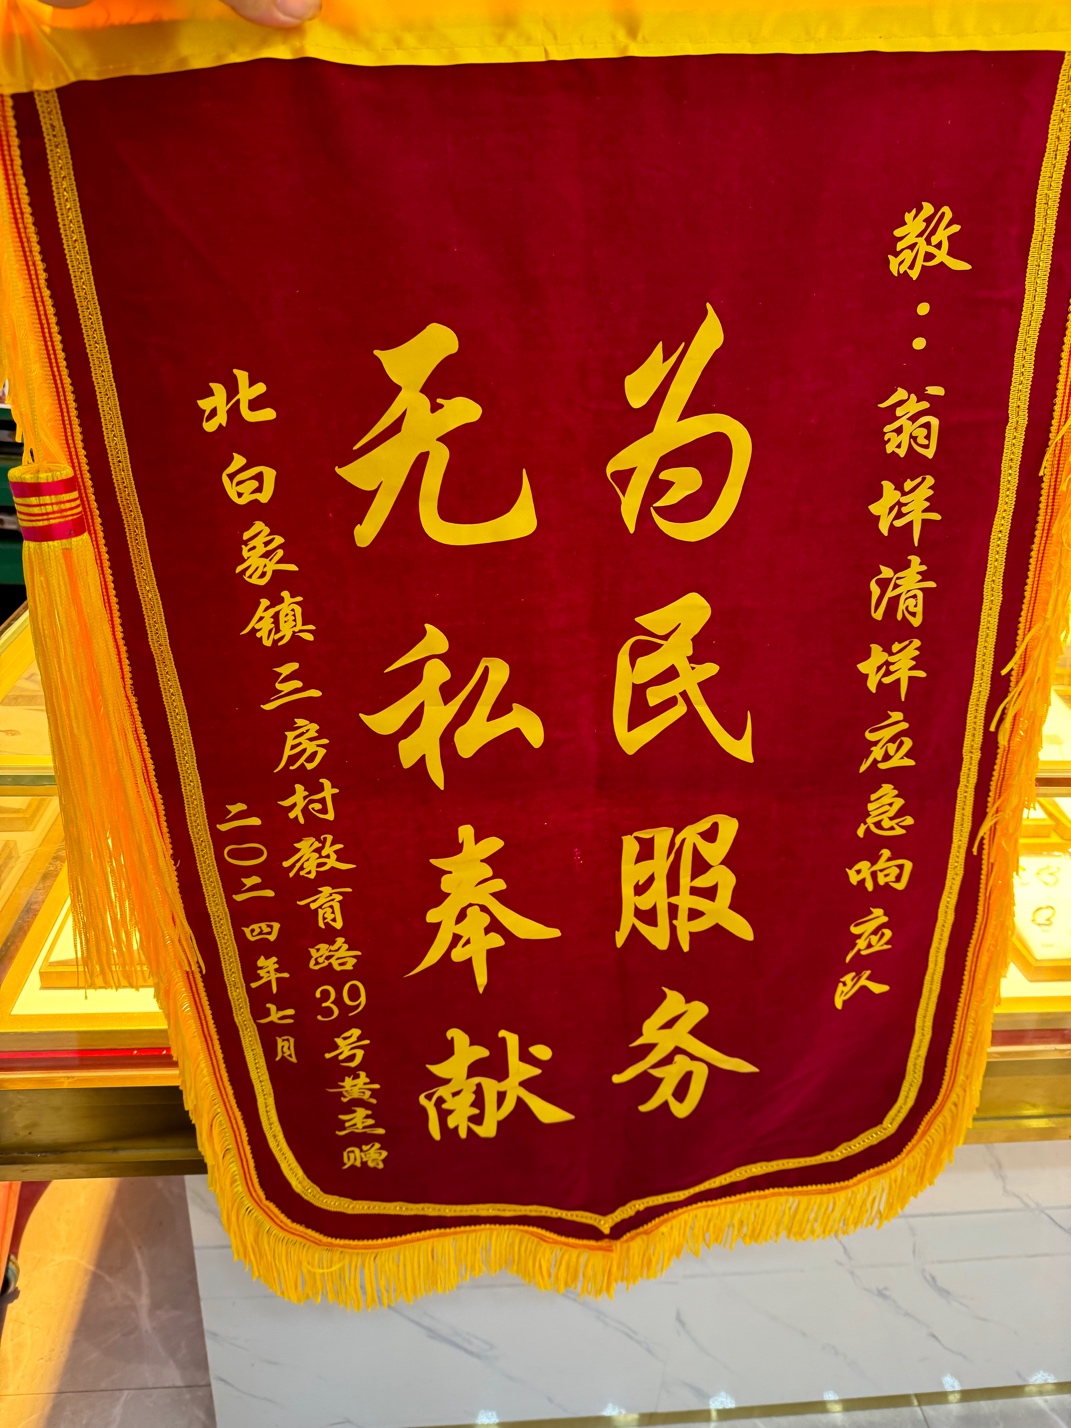 敬：翁垟清垟应急响应队
为民服务
无私奉献
北白象镇三房村教育路39号黄圭赠
二〇二四年七月